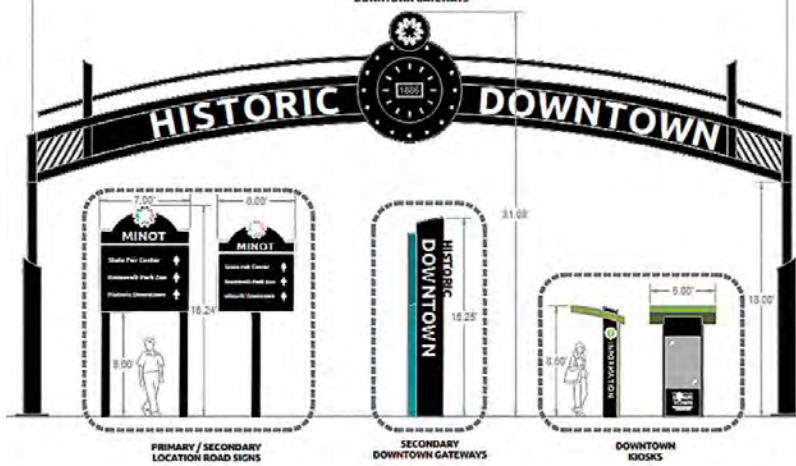 DOWNTOWN GATEWAYS
1886
HISTORIC DOWNTOWN
7.00'
6.00'
MINOT
State Fair Center
Roosevelt Park Zoo
Historic Downtown
16.24'
8.00'
MINOT
HISTORIC
DOWNTOWN
15.25'
31.08'
5.00'
INFORMATION
18.00'
PRIMARY / SECONDARY
LOCATION ROAD SIGNS
SECONDARY
DOWNTOWN GATEWAYS
DOWNTOWN
KIOSKS